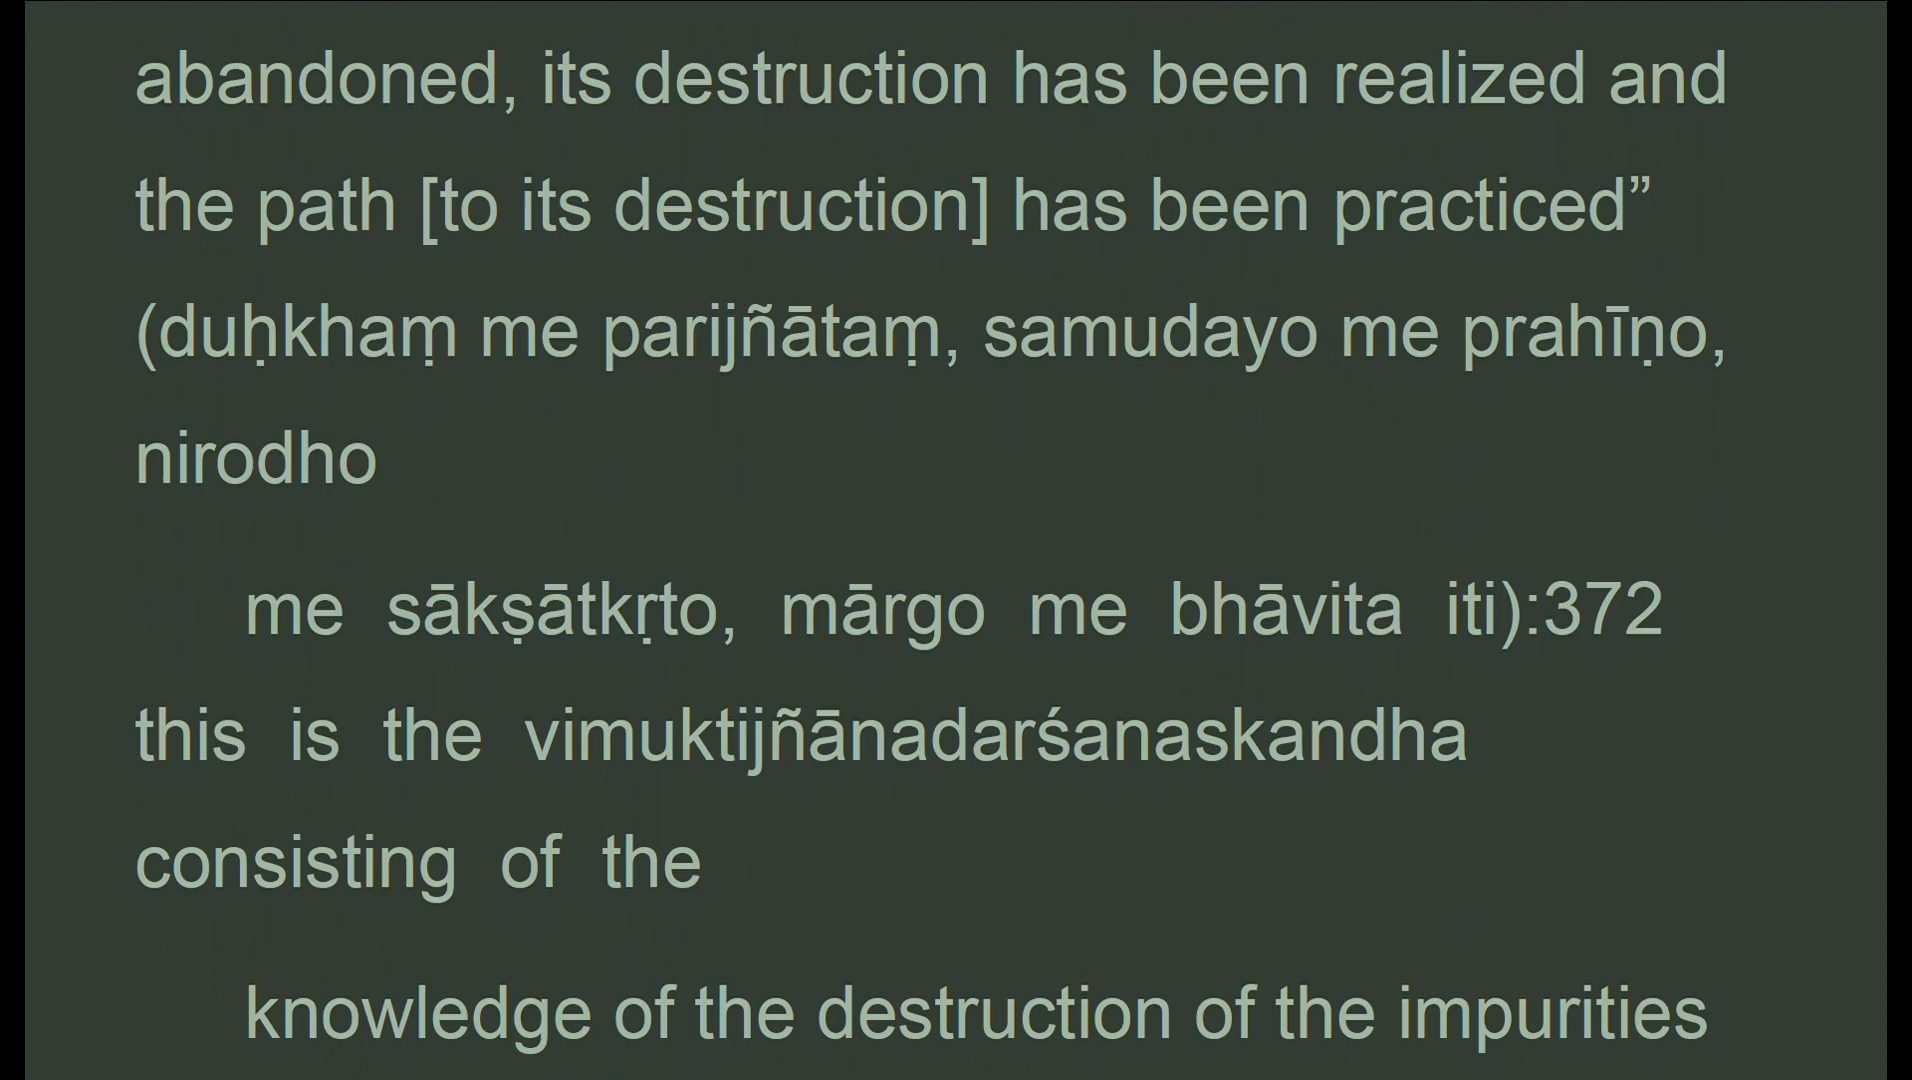 abandoned, its destruction has been realized and
the path [to its destruction] has been practiced”
(duḥkhaṃ me parijñātaṃ, samudayo me prahīṇo,
nirodho
me sākṣātkṛto, mārgo me bhāvita iti):372
this is the vimuktijñānadarśanaskandha
consisting of the
knowledge of the destruction of the impurities